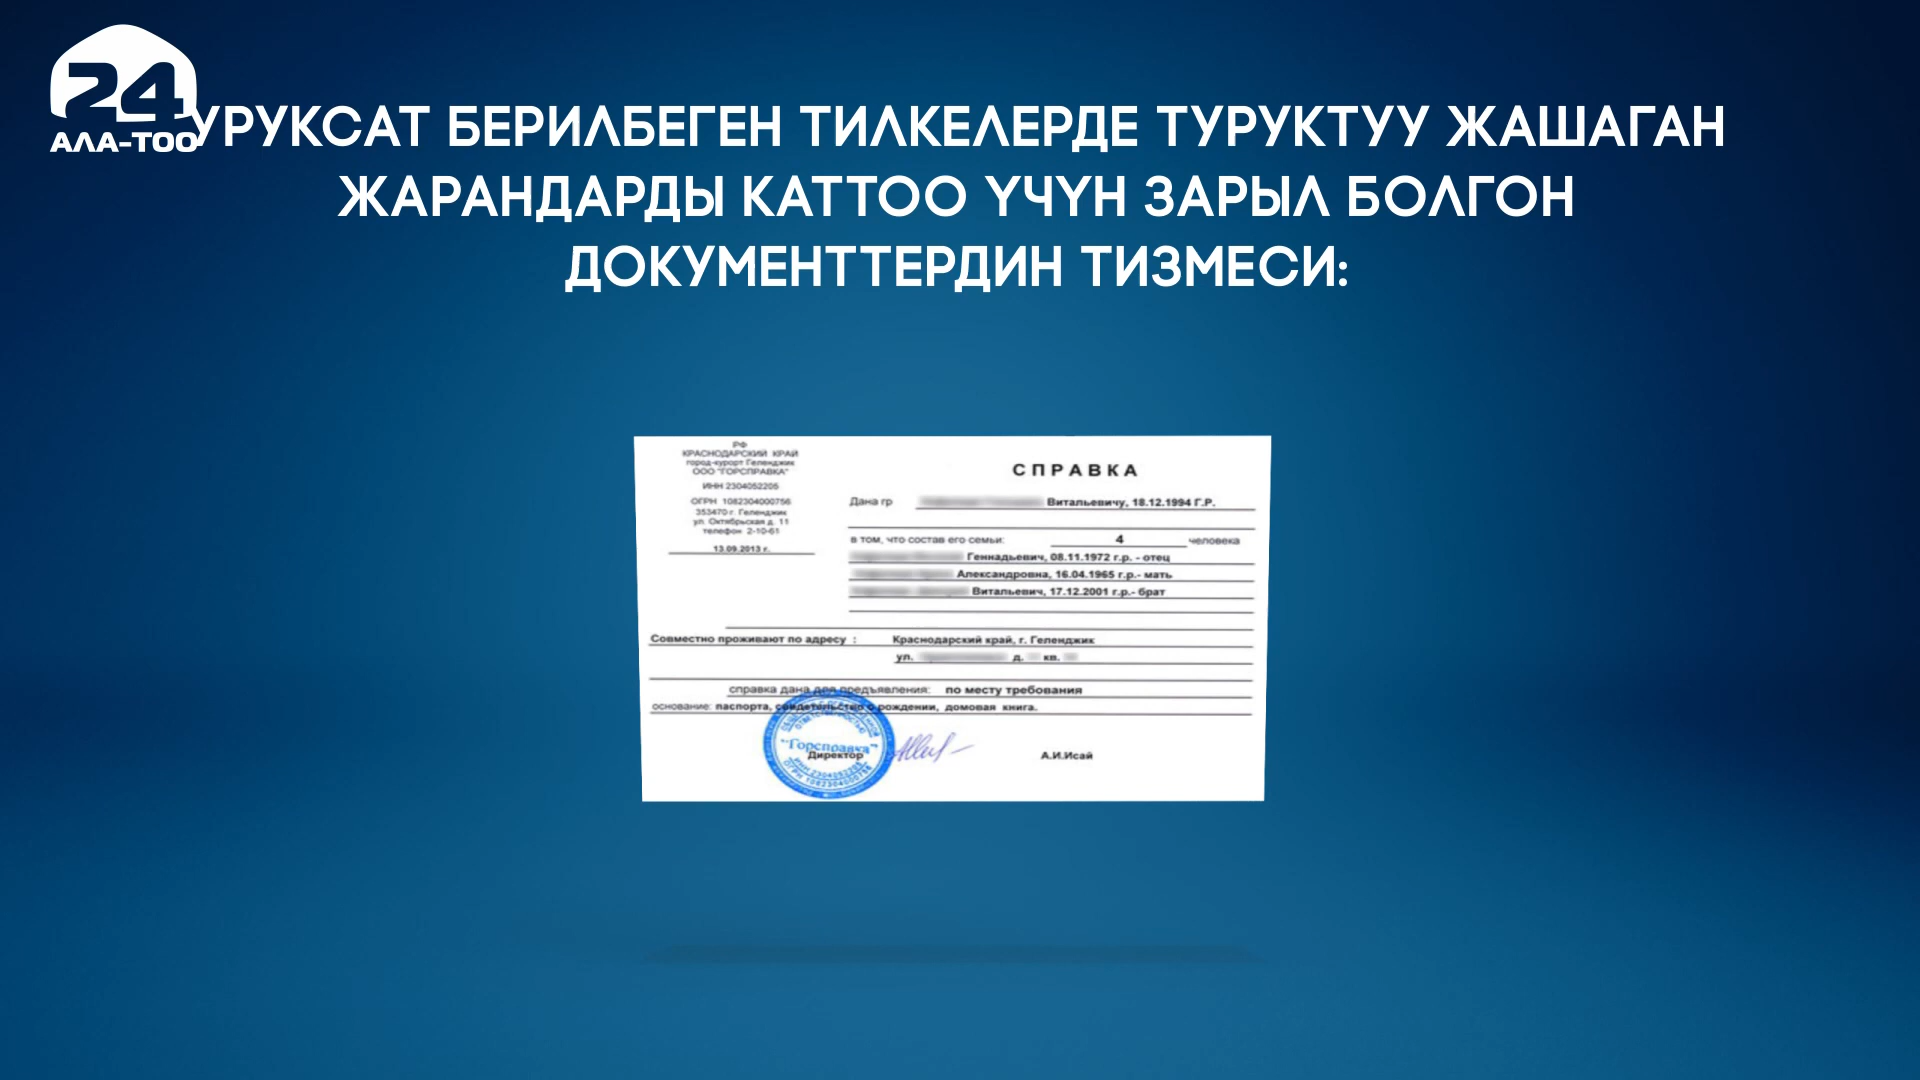 24
АЛА-ТОО
УРУКСАТ БЕРИЛБЕГЕН ТИЛКЕЛЕРДЕ ТУРУКТУУ ЖАШАГАН
ЖАРАНДАРДЫ КАТТОО ҮЧҮН ЗАРЫЛ БОЛГОН
ДОКУМЕНТТЕРДИН ТИЗМЕСИ:
РФ
КРАСНОДАРСКИЙ КРАЙ
город-курорт Геленджик
ООО "ГОРСПРАВКА"
ИНН 2304052205
ОГРН 1082304000756
353470 г. Геленджик
ул. Октябрьская д. 11
телефон 2-10-61
13.09.2013 г.
СПРАВКА
Дана гр Витальевичу, 18.12.1994 Г.Р.
в том, что состав его семьи: 4 человека
Геннадьевич, 08.11.1972 г.р. - отец
Александровна, 16.04.1965 г.р.- мать
Витальевич, 17.12.2001 г.р.- брат
Совместно проживают по адресу : Краснодарский край, г. Геленджик
ул. д. кв.
справка дана для предъявления: по месту требования
основание: паспорта, свидетельство о рождении, домовая книга.
"Горсправка"
Директор
А.И.Исай
ИНН 2304052205
ОГРН 1082304000756